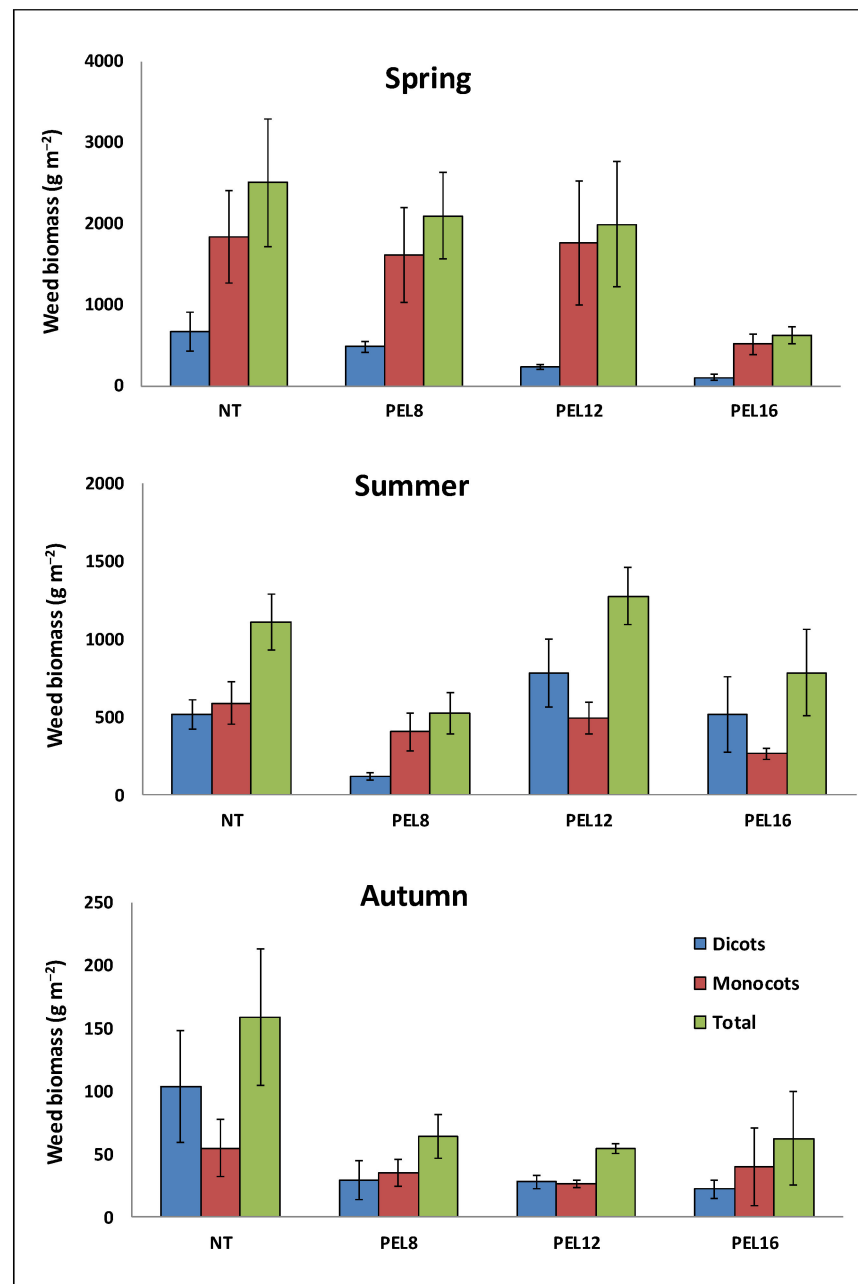 Spring
Weed biomass (g m⁻²)
4000
3000
2000
1000
0
NT PEL8 PEL12 PEL16
Summer
Weed biomass (g m⁻²)
2000
1500
1000
500
0
NT PEL8 PEL12 PEL16
Autumn
Weed biomass (g m⁻²)
250
200
150
100
50
0
Dicots
Monocots
Total
NT PEL8 PEL12 PEL16